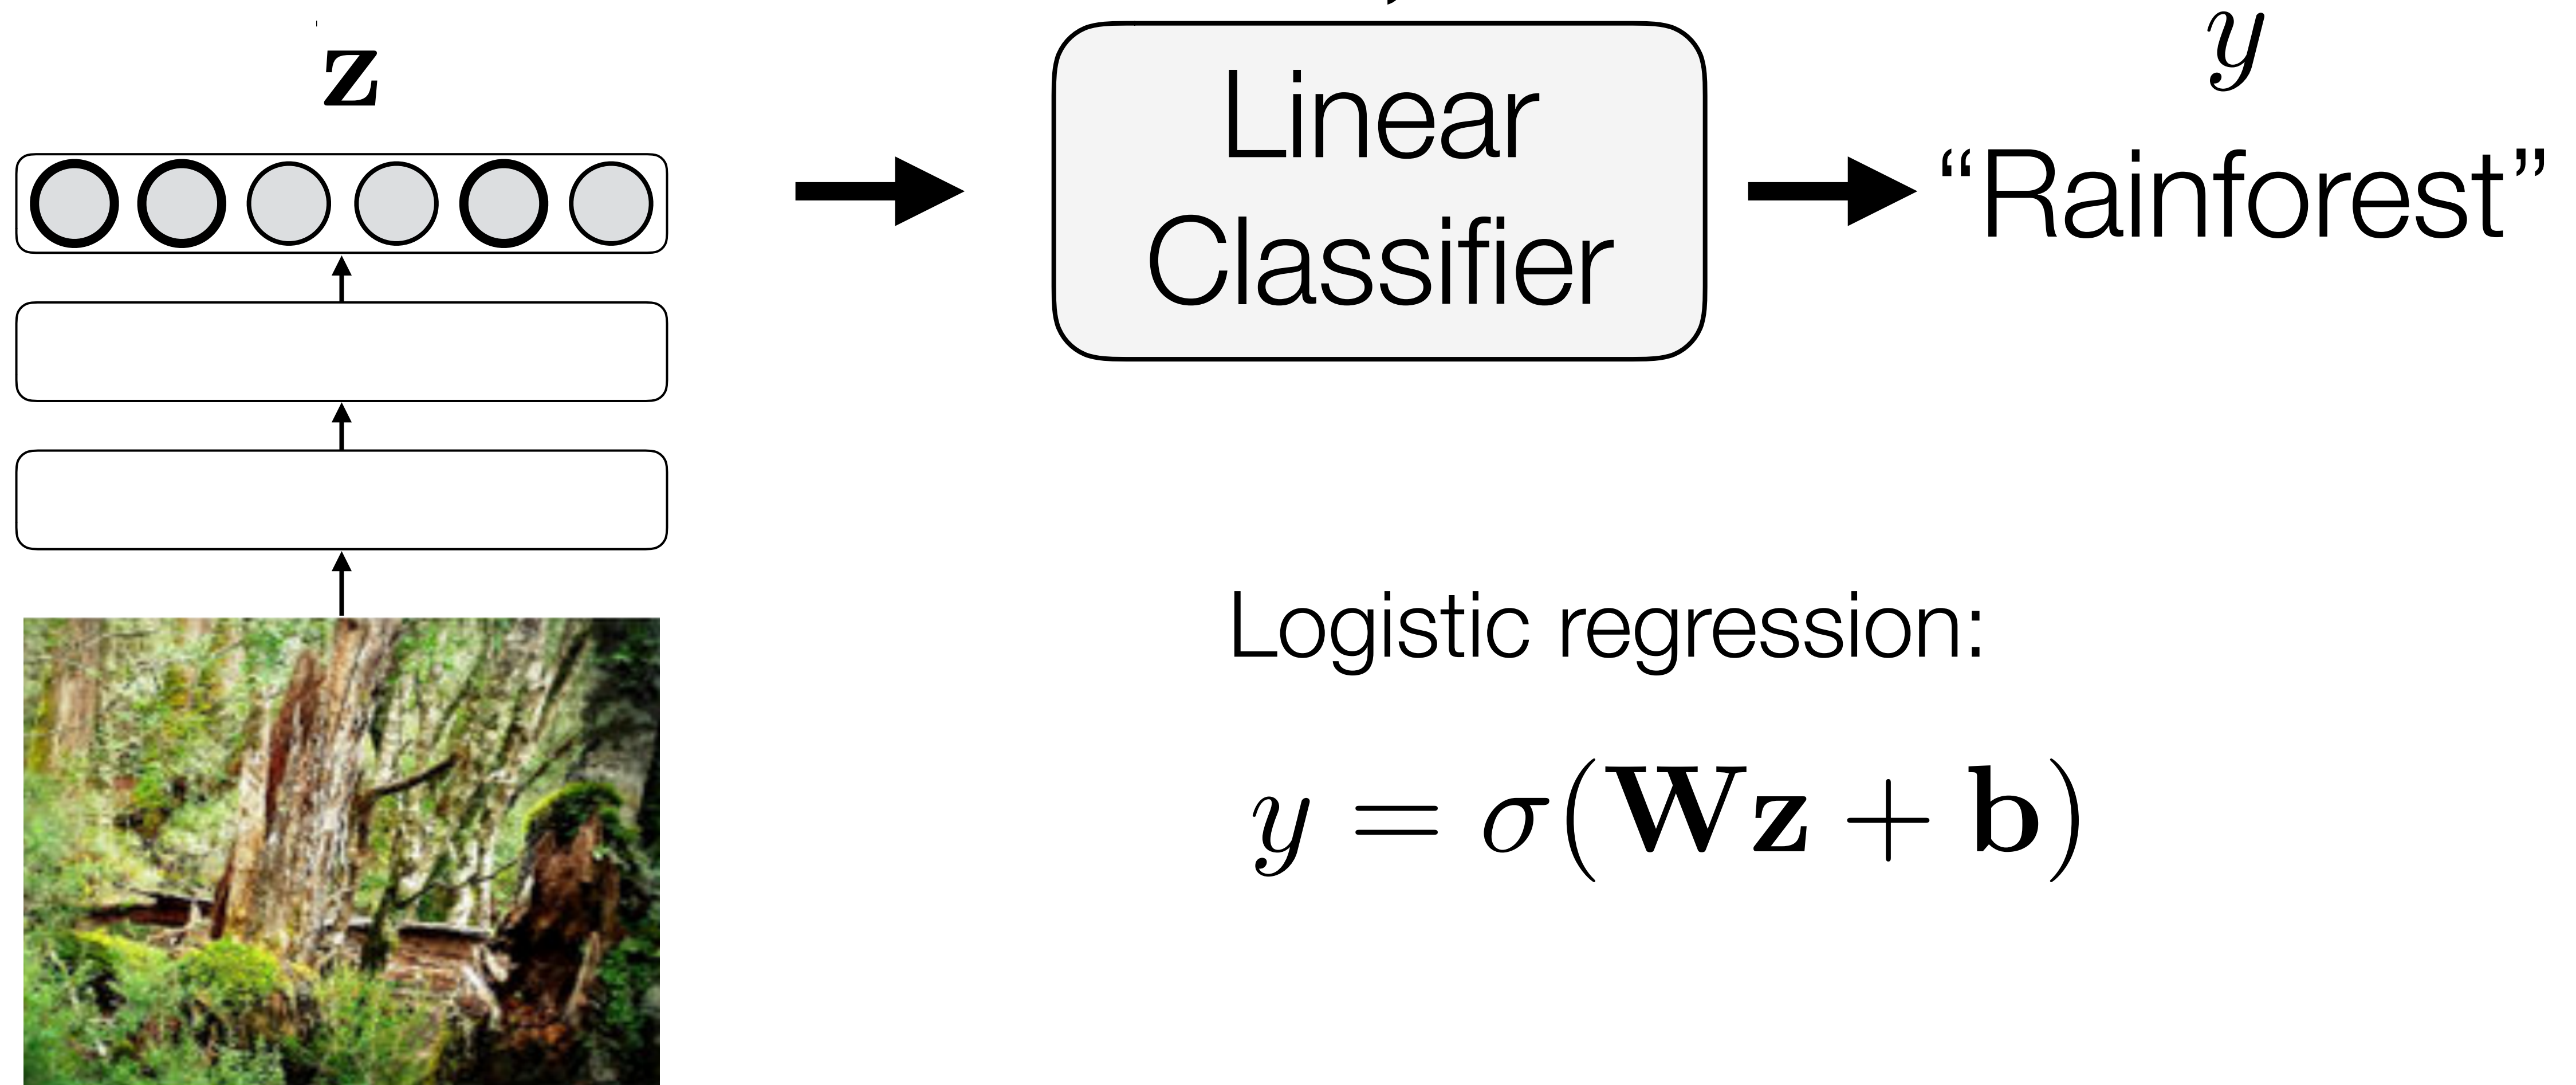 z
Linear
Classifier
y
“Rainforest”
Logistic regression:
y = σ(Wz + b)